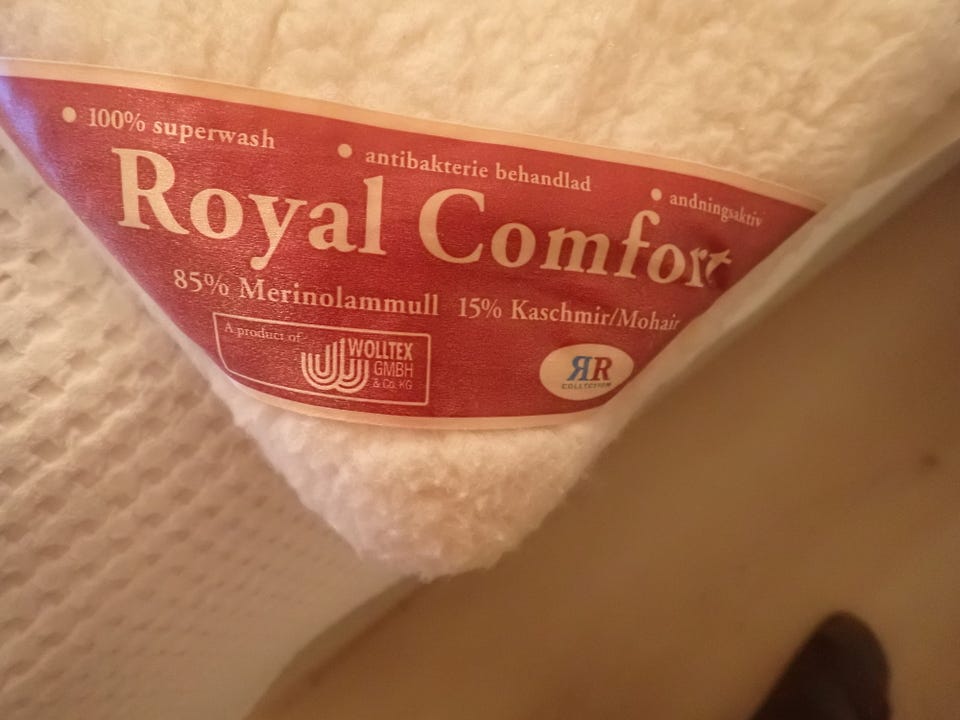 • 100% superwash • antibakterie behandlad • andningsaktiv
Royal Comfort
85% Merinolammull 15% Kaschmir/Mohair
A product of
WOLLTEX
GMBH
& Co. KG
RR
COLLECTION